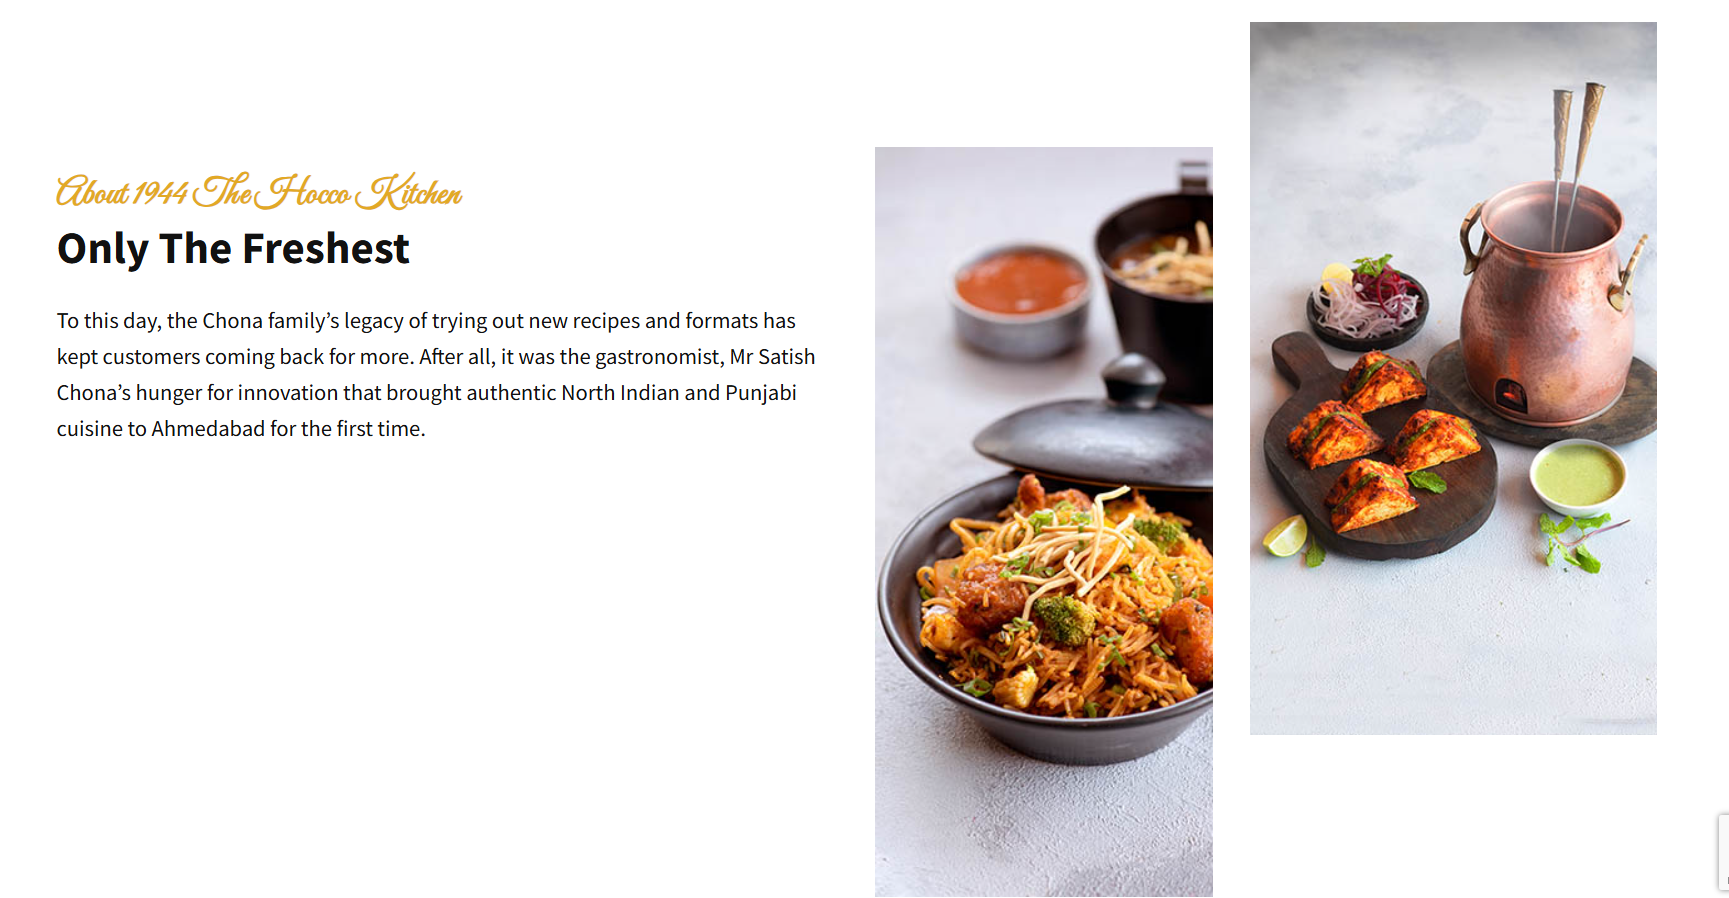 About 1944 The Hocco Kitchen
Only The Freshest
To this day, the Chona family’s legacy of trying out new recipes and formats has
kept customers coming back for more. After all, it was the gastronomist, Mr Satish
Chona’s hunger for innovation that brought authentic North Indian and Punjabi
cuisine to Ahmedabad for the first time.